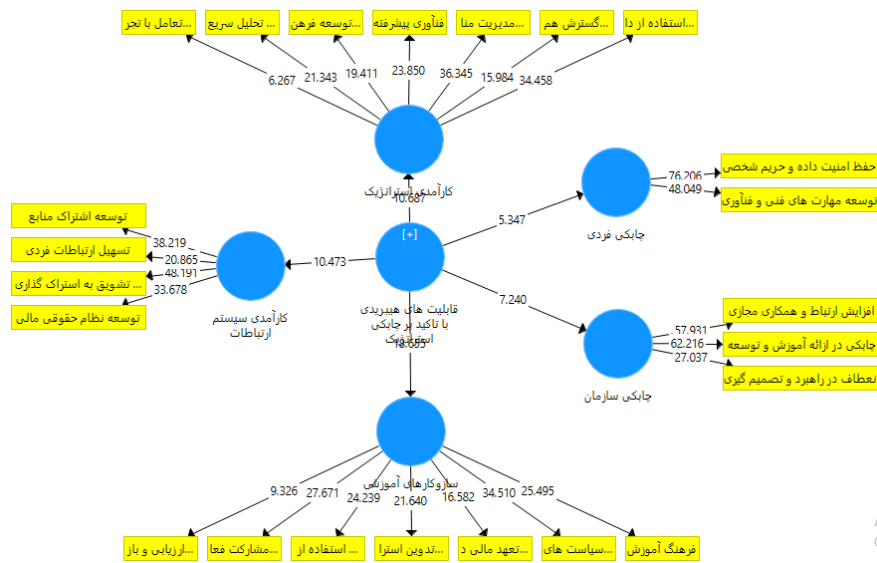 تعامل با تجر...
تحلیل سریع ...
توسعه فرهن...
فنآوری پیشرفته
مدیریت منا...
گسترش هم...
استفاده از دا...
6.267
21.343
19.411
23.850
36.345
15.984
34.458
کارآمدی استراتژیک
10.687
حفظ امنیت داده و حریم شخصی
توسعه مهارت های فنی و فنآوری
76.206
48.049
چابکی فردی
5.347
توسعه اشتراک منابع
تسهیل ارتباطات فردی
تشویق به استراک گذاری ...
توسعه نظام حقوقی مالی
38.219
20.865
48.191
33.678
کارآمدی سیستم
ارتباطات
10.473
[+]
قابلیت های هیبریدی
با تاکید بر چابکی
استراتژیک
7.240
افزایش ارتباط و همکاری مجازی
چابکی در ارائه آموزش و توسعه
نعطاف در راهبرد و تصمیم گیری
57.931
62.216
27.037
چابکی سازمان
سازوکارهای آموزشی
9.326
27.671
24.239
21.640
16.582
34.510
25.495
ارزیابی و باز...
مشارکت فعا...
استفاده از ...
تدوین استرا...
تعهد مالی د...
سیاست های...
فرهنگ آموزش